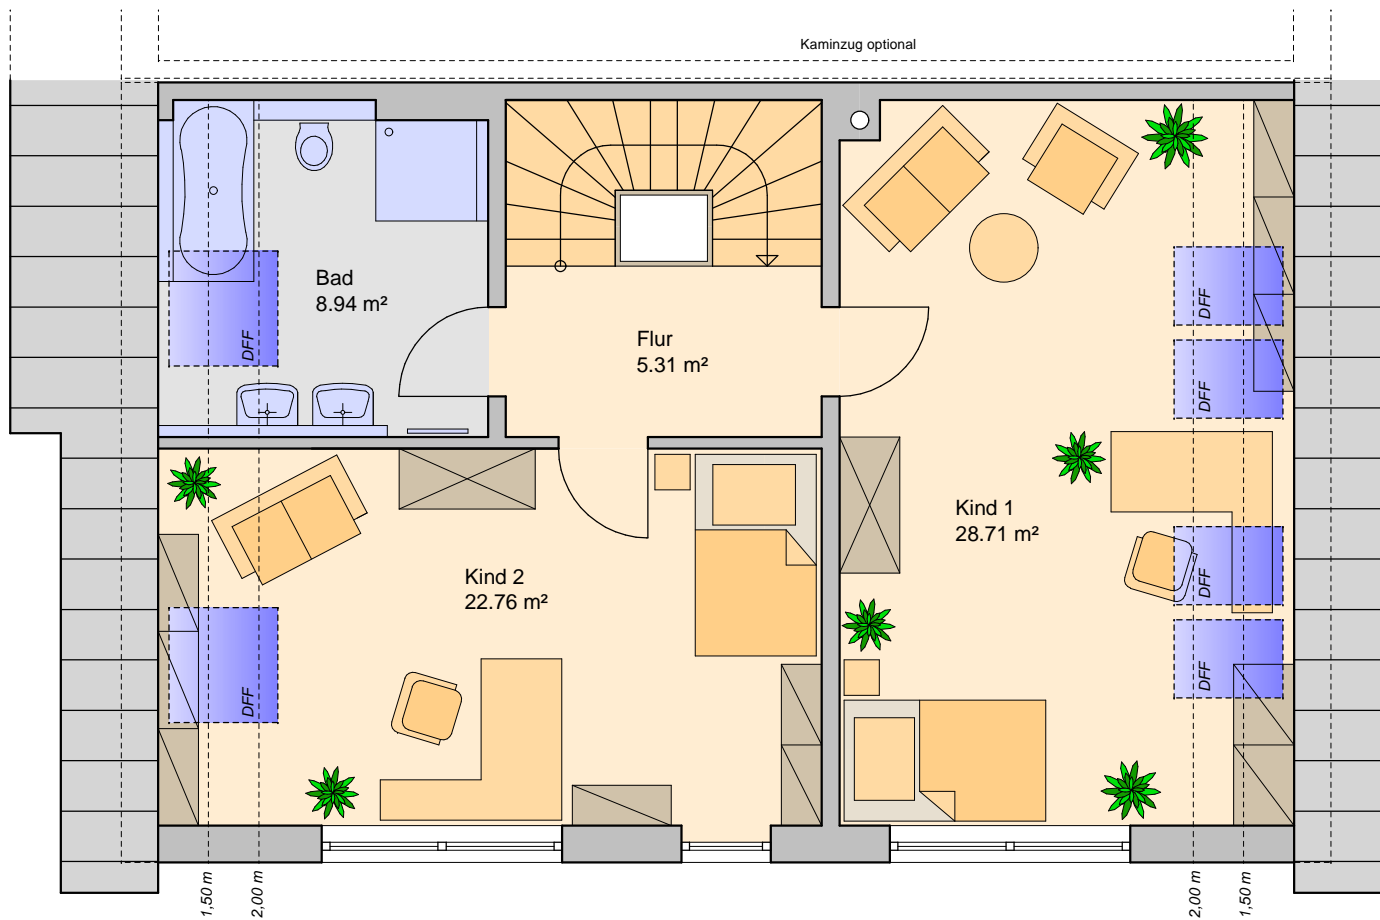 Kaminzug optional
Bad
8.94 m²
DFF
Flur
5.31 m²
DFF
DFF
Kind 1
28.71 m²
Kind 2
22.76 m²
DFF
DFF
DFF
1,50 m
2,00 m
2,00 m
1,50 m